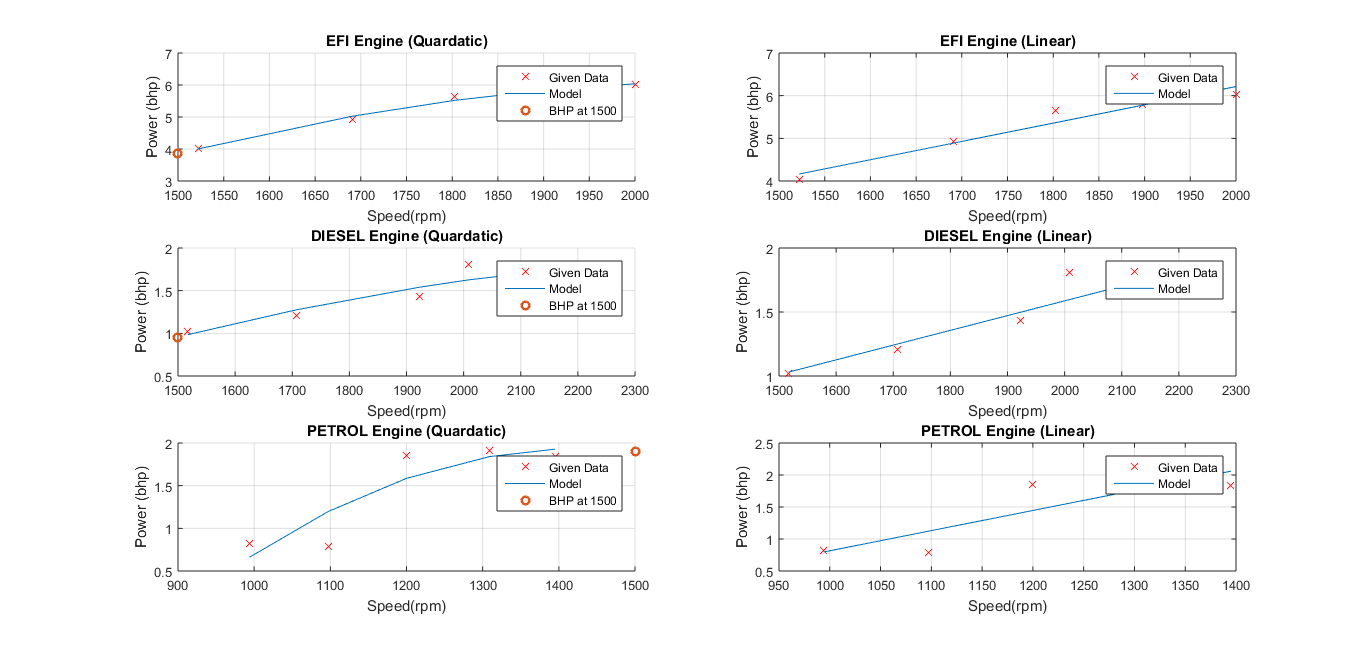 EFI Engine (Quardatic)
7
6
5
4
3
Power (bhp)
Given Data
Model
BHP at 1500
1500 1550 1600 1650 1700 1750 1800 1850 1900 1950 2000
Speed(rpm)
EFI Engine (Linear)
7
6
5
4
Power (bhp)
Given Data
Model
1500 1550 1600 1650 1700 1750 1800 1850 1900 1950 2000
Speed(rpm)
DIESEL Engine (Quardatic)
2
1.5
1
0.5
Power (bhp)
Given Data
Model
BHP at 1500
1500 1600 1700 1800 1900 2000 2100 2200 2300
Speed(rpm)
DIESEL Engine (Linear)
2
1.5
1
Power (bhp)
Given Data
Model
1500 1600 1700 1800 1900 2000 2100 2200 2300
Speed(rpm)
PETROL Engine (Quardatic)
2
1.5
1
0.5
Power (bhp)
Given Data
Model
BHP at 1500
900 1000 1100 1200 1300 1400 1500
Speed(rpm)
PETROL Engine (Linear)
2.5
2
1.5
1
0.5
Power (bhp)
Given Data
Model
950 1000 1050 1100 1150 1200 1250 1300 1350 1400
Speed(rpm)